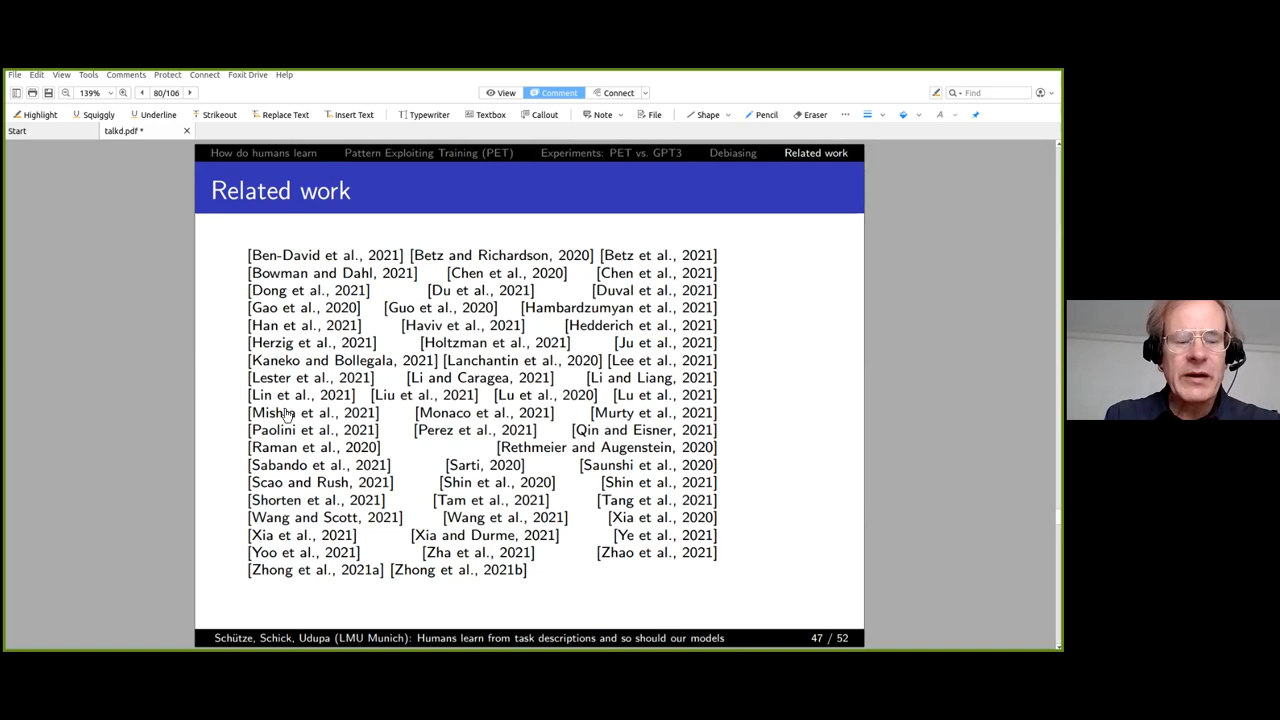 File Edit View Tools Comments Protect Connect Foxit Drive Help
139% 80/106 View Comment Connect Find
Highlight Squiggly Underline Strikeout Replace Text Insert Text Typewriter Textbox Callout Note File Shape Pencil Eraser
Start talkd.pdf *
How do humans learn Pattern Exploiting Training (PET) Experiments: PET vs. GPT3 Debiasing Related work
Related work
[Ben-David et al., 2021] [Betz and Richardson, 2020] [Betz et al., 2021]
[Bowman and Dahl, 2021] [Chen et al., 2020] [Chen et al., 2021]
[Dong et al., 2021] [Du et al., 2021] [Duval et al., 2021]
[Gao et al., 2020] [Guo et al., 2020] [Hambardzumyan et al., 2021]
[Han et al., 2021] [Haviv et al., 2021] [Hedderich et al., 2021]
[Herzig et al., 2021] [Holtzman et al., 2021] [Ju et al., 2021]
[Kaneko and Bollegala, 2021] [Lanchantin et al., 2020] [Lee et al., 2021]
[Lester et al., 2021] [Li and Caragea, 2021] [Li and Liang, 2021]
[Lin et al., 2021] [Liu et al., 2021] [Lu et al., 2020] [Lu et al., 2021]
[Mishra et al., 2021] [Monaco et al., 2021] [Murty et al., 2021]
[Paolini et al., 2021] [Perez et al., 2021] [Qin and Eisner, 2021]
[Raman et al., 2020] [Rethmeier and Augenstein, 2020]
[Sabando et al., 2021] [Sarti, 2020] [Saunshi et al., 2020]
[Scao and Rush, 2021] [Shin et al., 2020] [Shin et al., 2021]
[Shorten et al., 2021] [Tam et al., 2021] [Tang et al., 2021]
[Wang and Scott, 2021] [Wang et al., 2021] [Xia et al., 2020]
[Xia et al., 2021] [Xia and Durme, 2021] [Ye et al., 2021]
[Yoo et al., 2021] [Zha et al., 2021] [Zhao et al., 2021]
[Zhong et al., 2021a] [Zhong et al., 2021b]
Schütze, Schick, Udupa (LMU Munich): Humans learn from task descriptions and so should our models 47 / 52